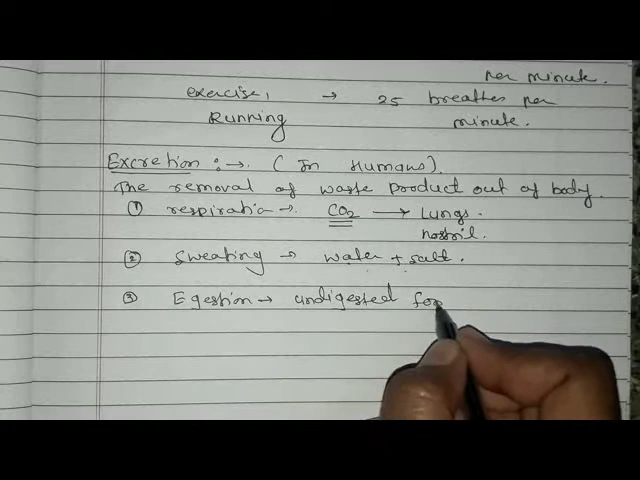 per minute.
exercise, → 25 breathes per
Running minute.
Excretion :→. (In Humans).
The removal of waste product out of body.
① respiration →. CO₂ → Lungs.
nostril.
② Sweating → water + salt.
③ Egestion → undigested foo